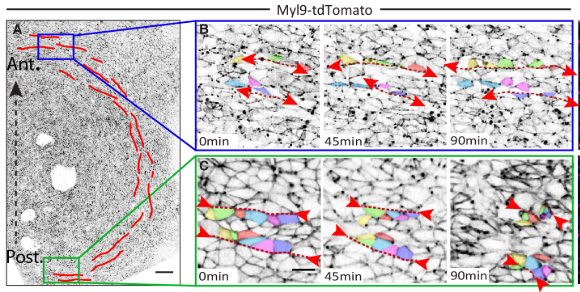 Myl9-tdTomato
A
Ant.
Post.
B
0min
45min
90min
C
0min
45min
90min